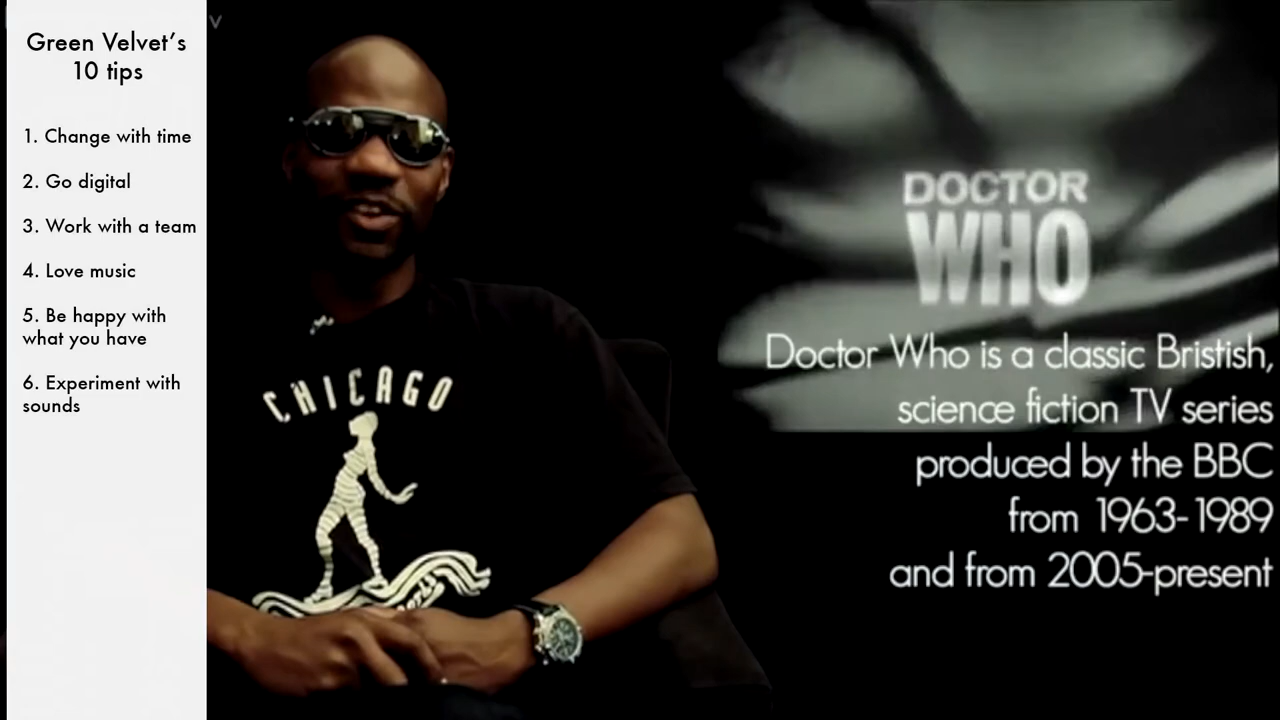 Green Velvet's
10 tips
1. Change with time
2. Go digital
3. Work with a team
4. Love music
5. Be happy with
what you have
6. Experiment with
sounds
V
CHICAGO
DOCTOR
WHO
Doctor Who is a classic Bristish,
science fiction TV series
produced by the BBC
from 1963-1989
and from 2005-present